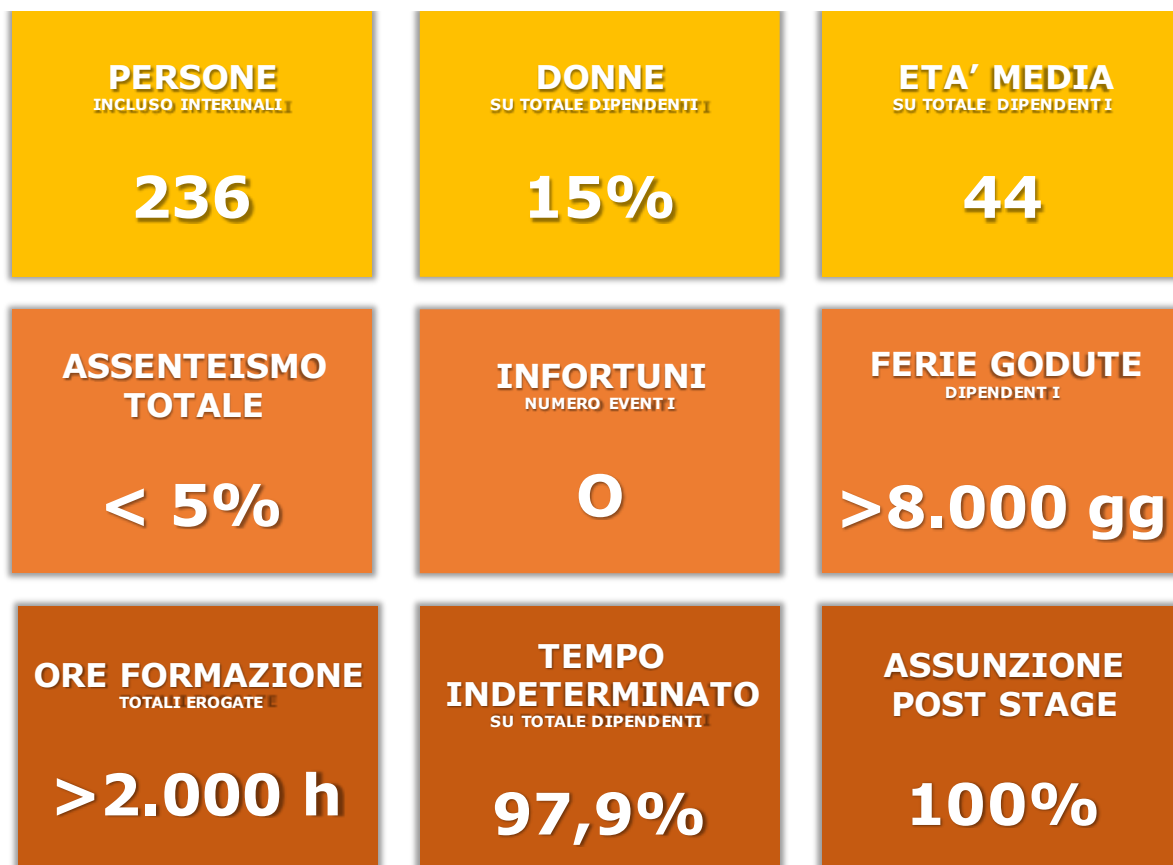 PERSONE
INCLUSO INTERINALI
236
DONNE
SU TOTALE DIPENDENTI
15%
ETA’ MEDIA
SU TOTALE DIPENDENTI
44
ASSENTEISMO
TOTALE
< 5%
INFORTUNI
NUMERO EVENTI
O
FERIE GODUTE
DIPENDENTI
>8.000 gg
ORE FORMAZIONE
TOTALI EROGATE
>2.000 h
TEMPO
INDETERMINATO
SU TOTALE DIPENDENTI
97,9%
ASSUNZIONE
POST STAGE
100%